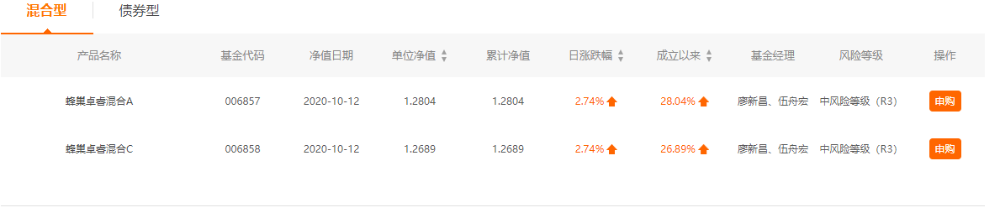 混合型 债券型
产品名称 基金代码 净值日期 单位净值 累计净值 日涨跌幅 成立以来 基金经理 风险等级 操作
蜂巢卓睿混合A 006857 2020-10-12 1.2804 1.2804 2.74% 28.04% 廖新昌、伍舟宏 中风险等级（R3） 申购
蜂巢卓睿混合C 006858 2020-10-12 1.2689 1.2689 2.74% 26.89% 廖新昌、伍舟宏 中风险等级（R3） 申购